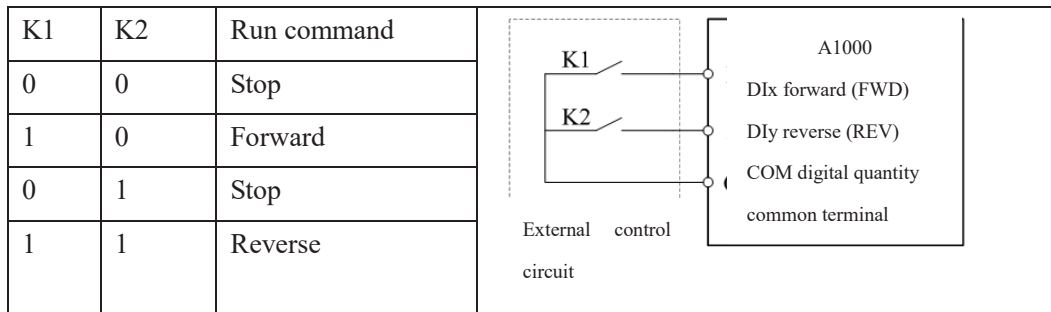 K1 K2 Run command
0 0 Stop
1 0 Forward
0 1 Stop
1 1 Reverse
K1
K2
A1000
DIx forward (FWD)
DIy reverse (REV)
COM digital quantity
common terminal
External control
circuit